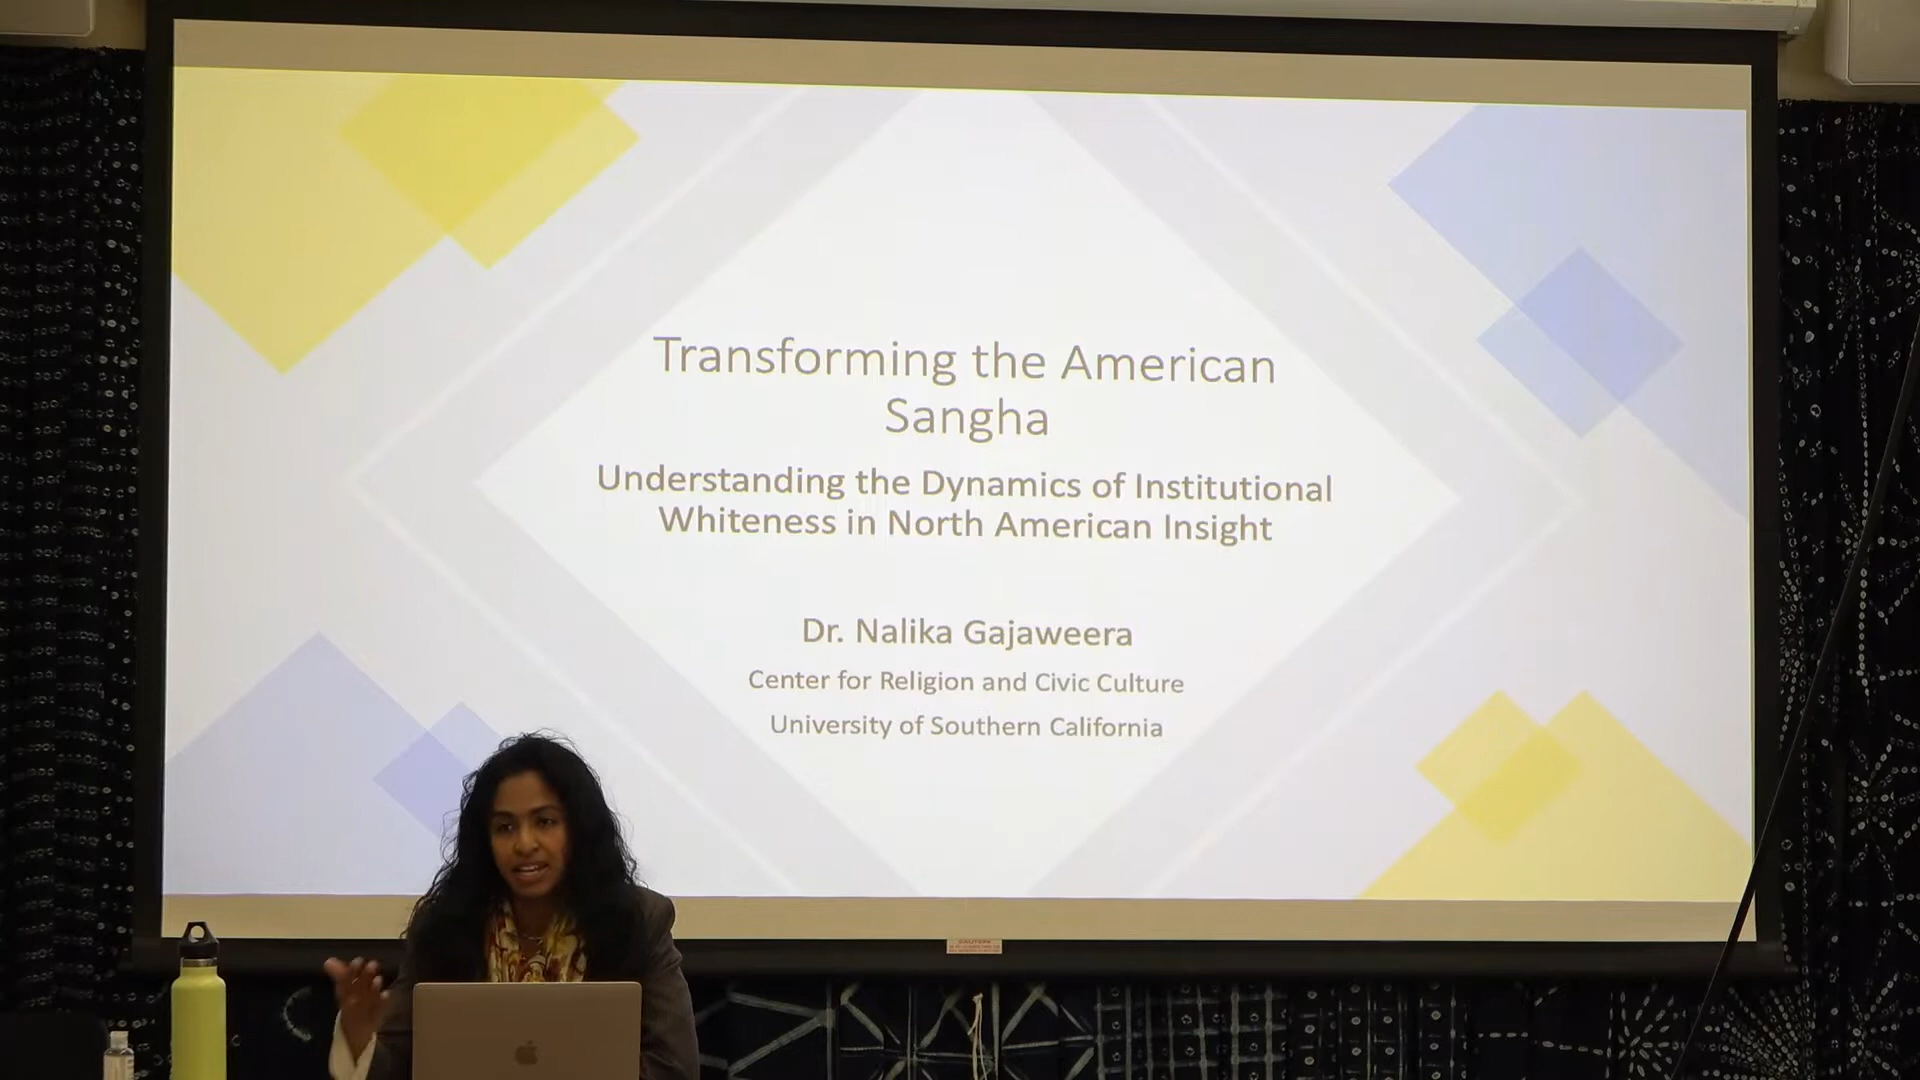 Transforming the American
Sangha
Understanding the Dynamics of Institutional
Whiteness in North American Insight
Dr. Nalika Gajaweera
Center for Religion and Civic Culture
University of Southern California
CAUTION